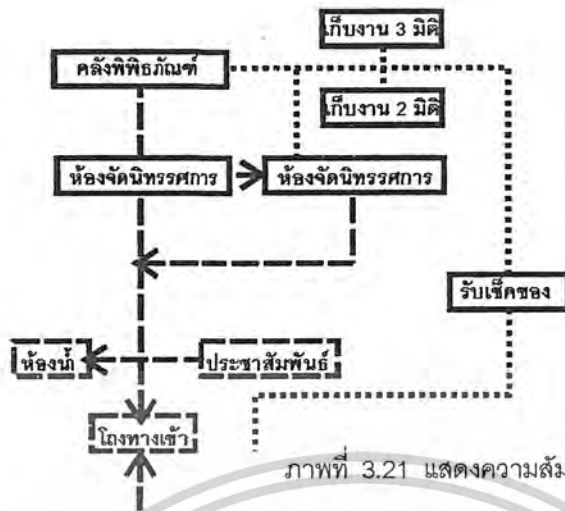 เก็บงาน 3 มิติ
คลังพิพิธภัณฑ์
เก็บงาน 2 มิติ
ห้องจัดนิทรรศการ
ห้องจัดนิทรรศการ
รับเช็คของ
ห้องน้ำ
ประชาสัมพันธ์
โถงทางเข้า
ภาพที่ 3.21 แสดงความสัม